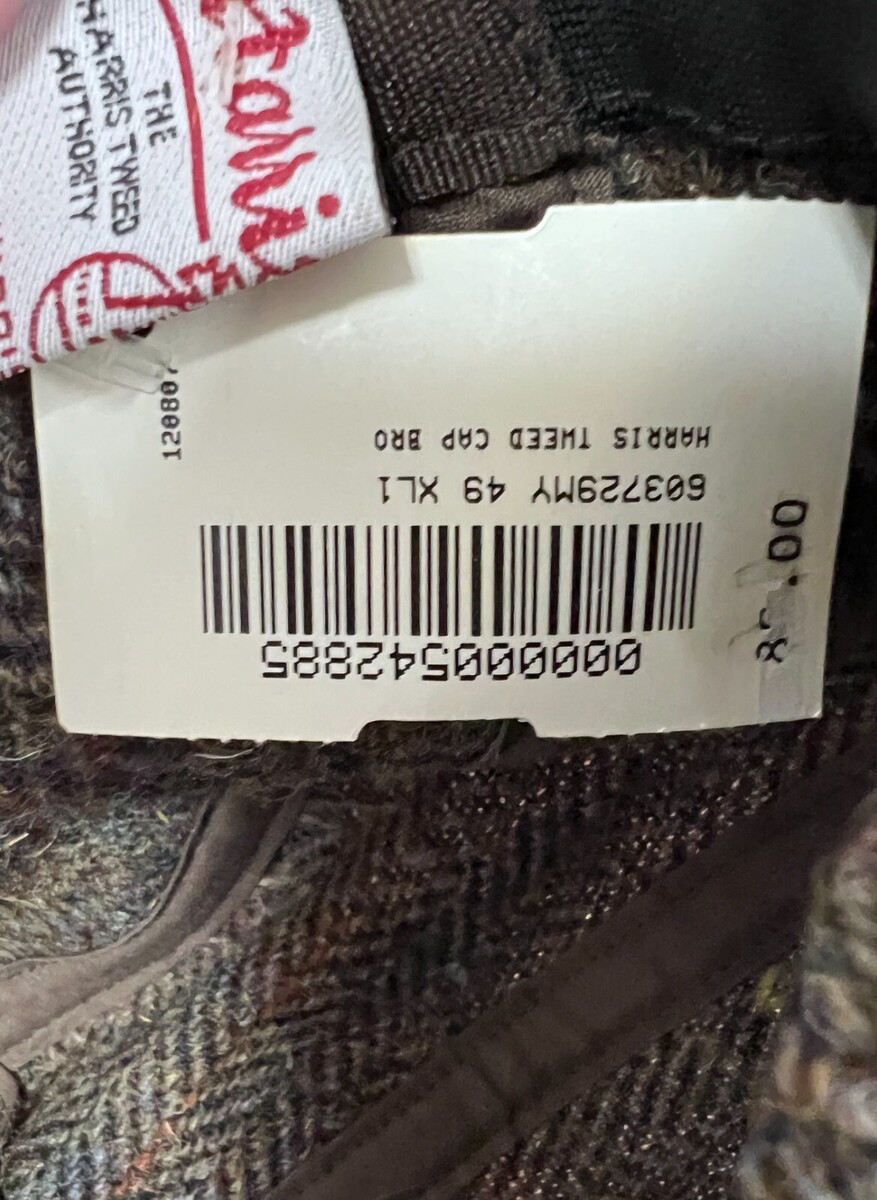 THE
HARRIS TWEED
AUTHORITY
120807
HARRIS TWEED CAP BRO
603729MY 49 XL1
000000542885